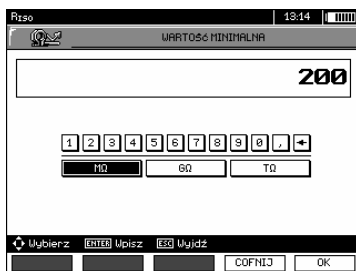 RISO 13:14
WARTOŚĆ MINIMALNA
200
1 2 3 4 5 6 7 8 9 0 , ←
MΩ GΩ TΩ
Wybierz ENTER Wpisz ESC Wyjdź
COFNIJ OK